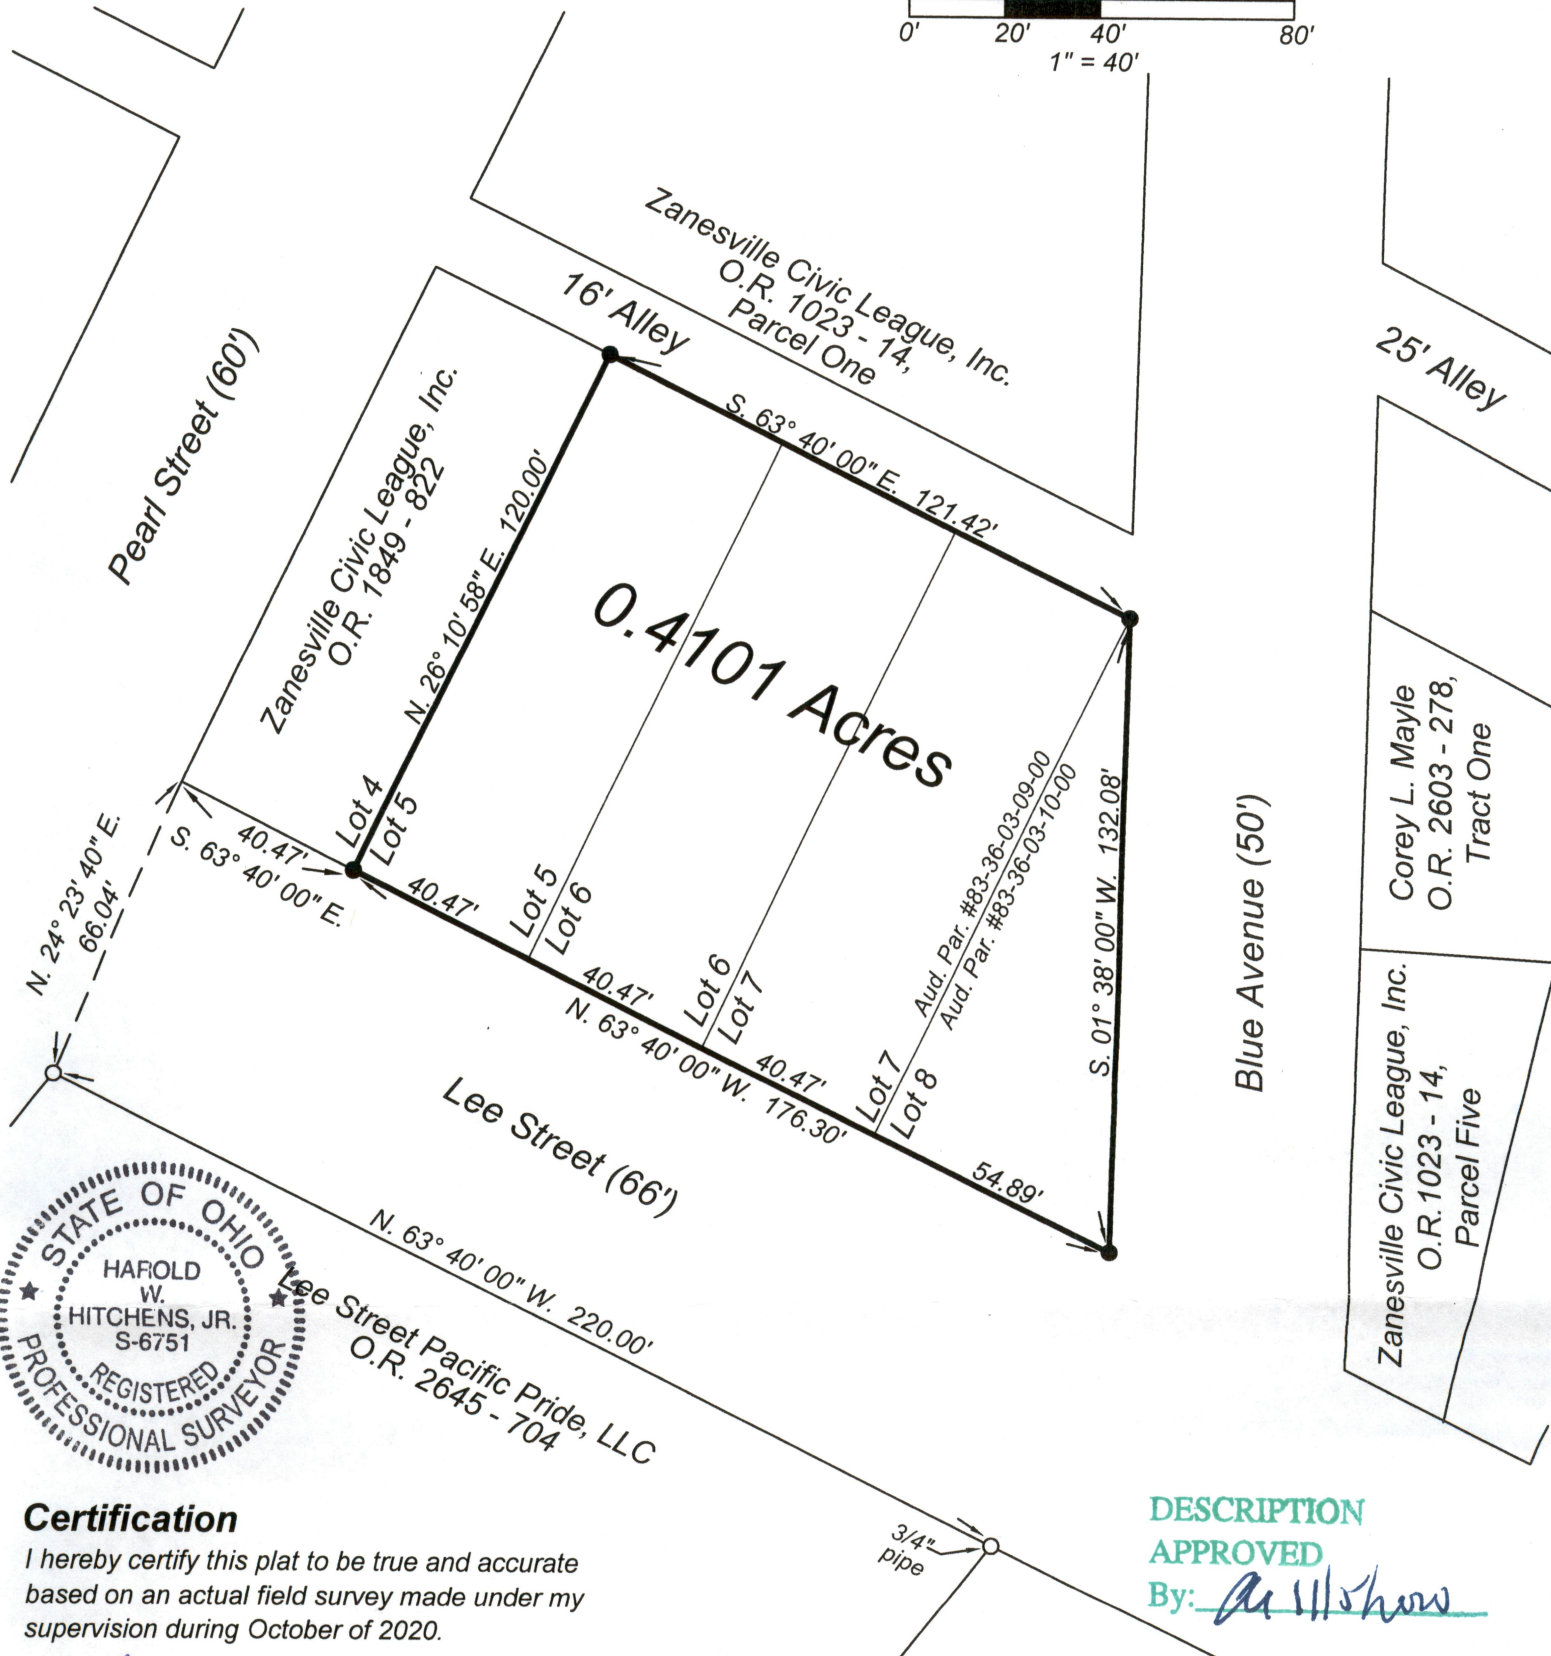 0' 20' 40' 80'
1" = 40'
Zanesville Civic League, Inc.
O.R. 1023 - 14,
Parcel One
16' Alley
25' Alley
Pearl Street (60')
Zanesville Civic League, Inc.
O.R. 1849 - 822
N. 26° 10' 58" E. 120.00'
S. 63° 40' 00" E. 121.42'
0.4101 Acres
Aud. Par. #83-36-03-09-00
Aud. Par. #83-36-03-10-00
S. 01° 38' 00" W. 132.08'
Blue Avenue (50')
Corey L. Mayle
O.R. 2603 - 278,
Tract One
Zanesville Civic League, Inc.
O.R.1023 - 14,
Parcel Five
Lot 4
Lot 5
40.47'
S. 63° 40' 00" E.
N. 24° 23' 40" E.
66.04'
40.47'
Lot 5
Lot 6
40.47'
Lot 6
Lot 7
N. 63° 40' 00" W. 176.30'
40.47'
Lot 7
Lot 8
54.89'
Lee Street (66')
N. 63° 40' 00" W. 220.00'
Lee Street Pacific Pride, LLC
O.R. 2645 - 704
STATE OF OHIO
HAROLD
W.
HITCHENS, JR.
S-6751
REGISTERED
PROFESSIONAL SURVEYOR
3/4"
pipe
Certification
I hereby certify this plat to be true and accurate
based on an actual field survey made under my
supervision during October of 2020.
DESCRIPTION
APPROVED
By: